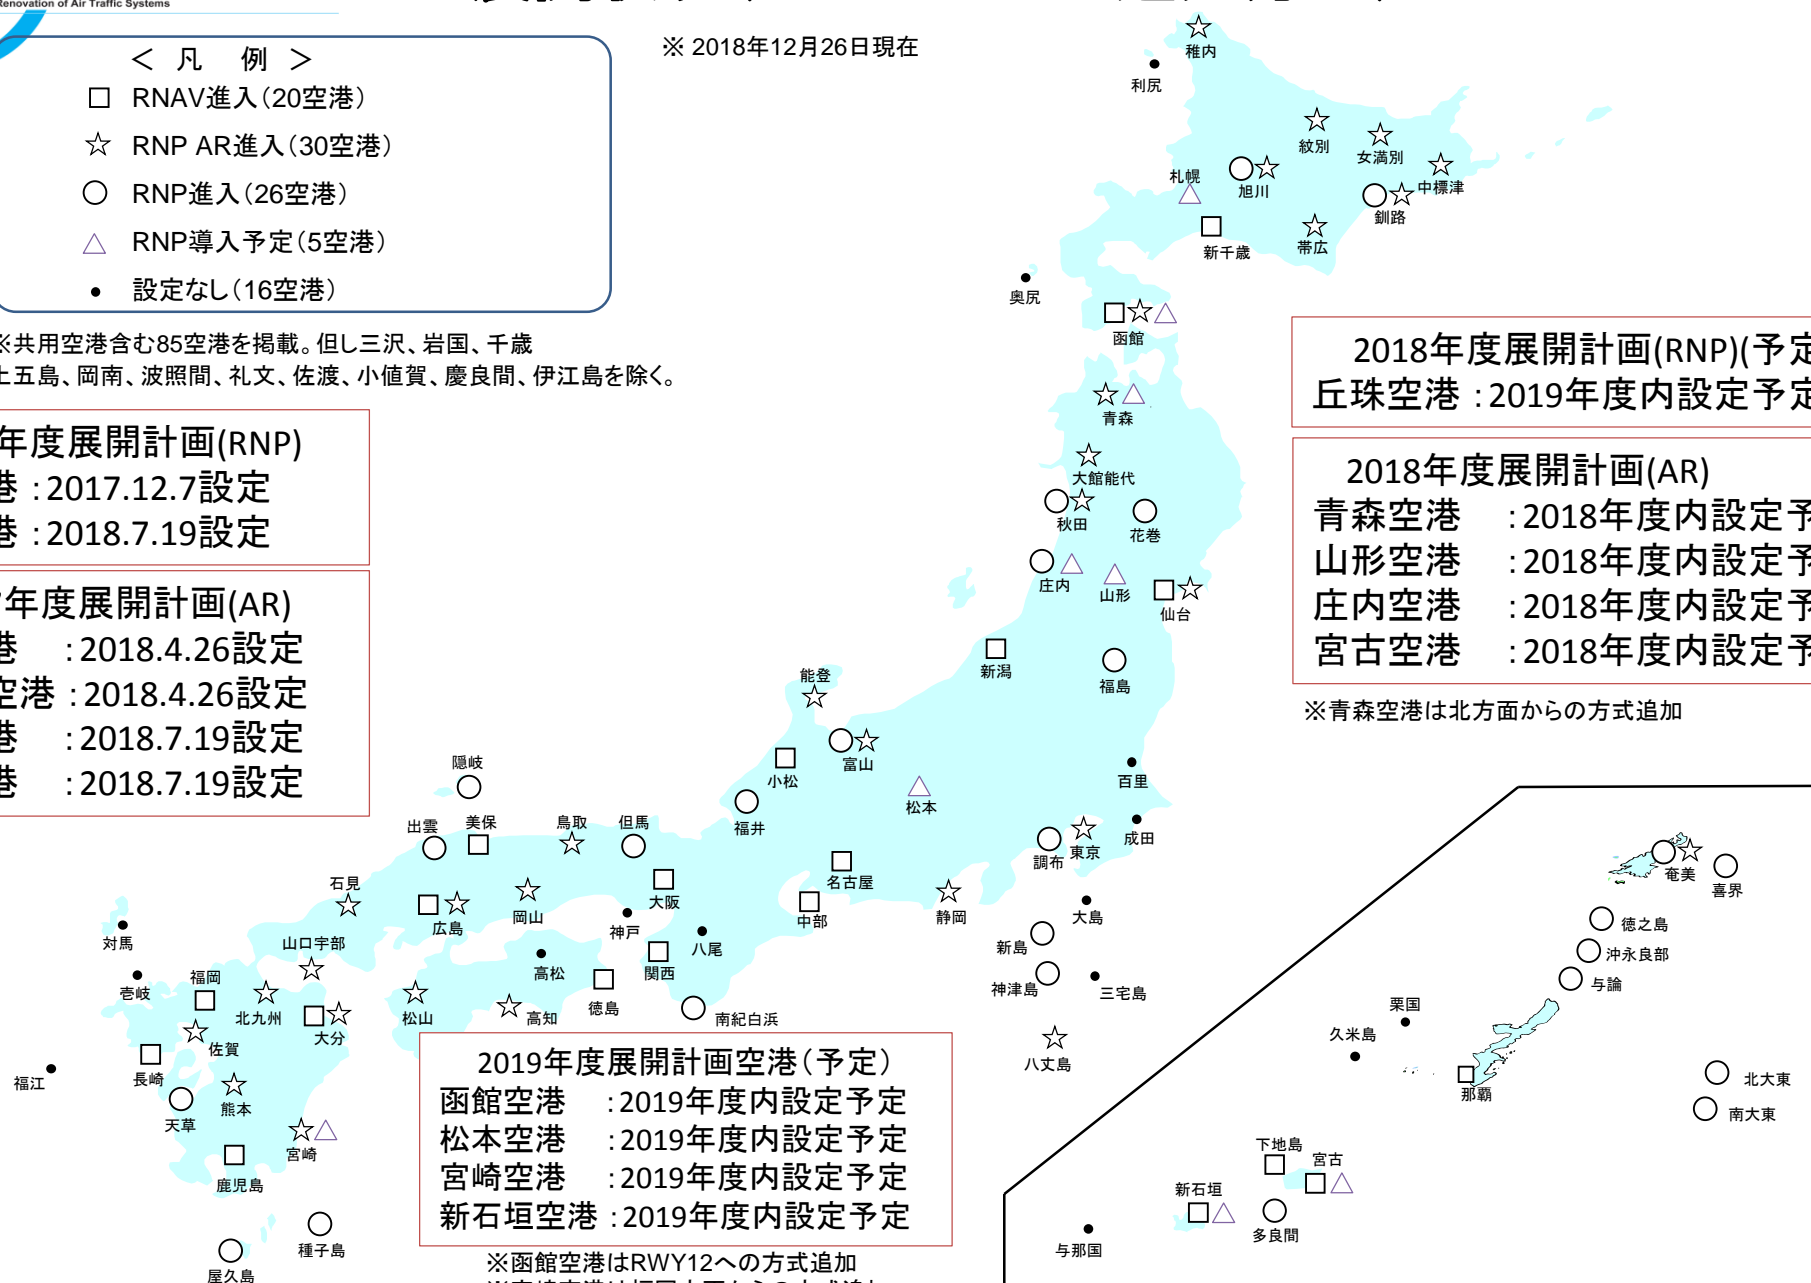 Renovation of Air Traffic Systems
＜ 凡 例 ＞
□ RNAV進入（20空港）
☆ RNP AR進入（30空港）
○ RNP進入（26空港）
△ RNP導入予定（5空港）
● 設定なし（16空港）
※ 2018年12月26日現在
※共用空港含む85空港を掲載。但し三沢、岩国、千歳
上五島、岡南、波照間、礼文、佐渡、小値賀、慶良間、伊江島を除く。
年度展開計画(RNP)
港：2017.12.7設定
港：2018.7.19設定
年度展開計画(AR)
港 ：2018.4.26設定
空港：2018.4.26設定
港 ：2018.7.19設定
港 ：2018.7.19設定
2018年度展開計画(RNP)(予定
丘珠空港：2019年度内設定予定
2018年度展開計画(AR)
青森空港 ：2018年度内設定予
山形空港 ：2018年度内設定予
庄内空港 ：2018年度内設定予
宮古空港 ：2018年度内設定予
※青森空港は北方面からの方式追加
稚内
利尻
紋別
女満別
中標津
札幌
旭川
釧路
新千歳
帯広
奥尻
函館
青森
大館能代
秋田
花巻
庄内
山形
仙台
新潟
福島
能登
富山
小松
松本
百里
福井
成田
調布
東京
隠岐
出雲
美保
鳥取
但馬
名古屋
石見
広島
岡山
大阪
中部
静岡
大島
神戸
八尾
新島
対馬
山口宇部
高松
関西
神津島
三宅島
壱岐
福岡
北九州
大分
松山
高知
徳島
南紀白浜
佐賀
長崎
福江
熊本
天草
宮崎
鹿児島
種子島
屋久島
八丈島
奄美
喜界
徳之島
沖永良部
与論
粟国
久米島
那覇
北大東
南大東
下地島
宮古
新石垣
多良間
与那国
2019年度展開計画空港（予定）
函館空港 ：2019年度内設定予定
松本空港 ：2019年度内設定予定
宮崎空港 ：2019年度内設定予定
新石垣空港：2019年度内設定予定
※函館空港はRWY12への方式追加